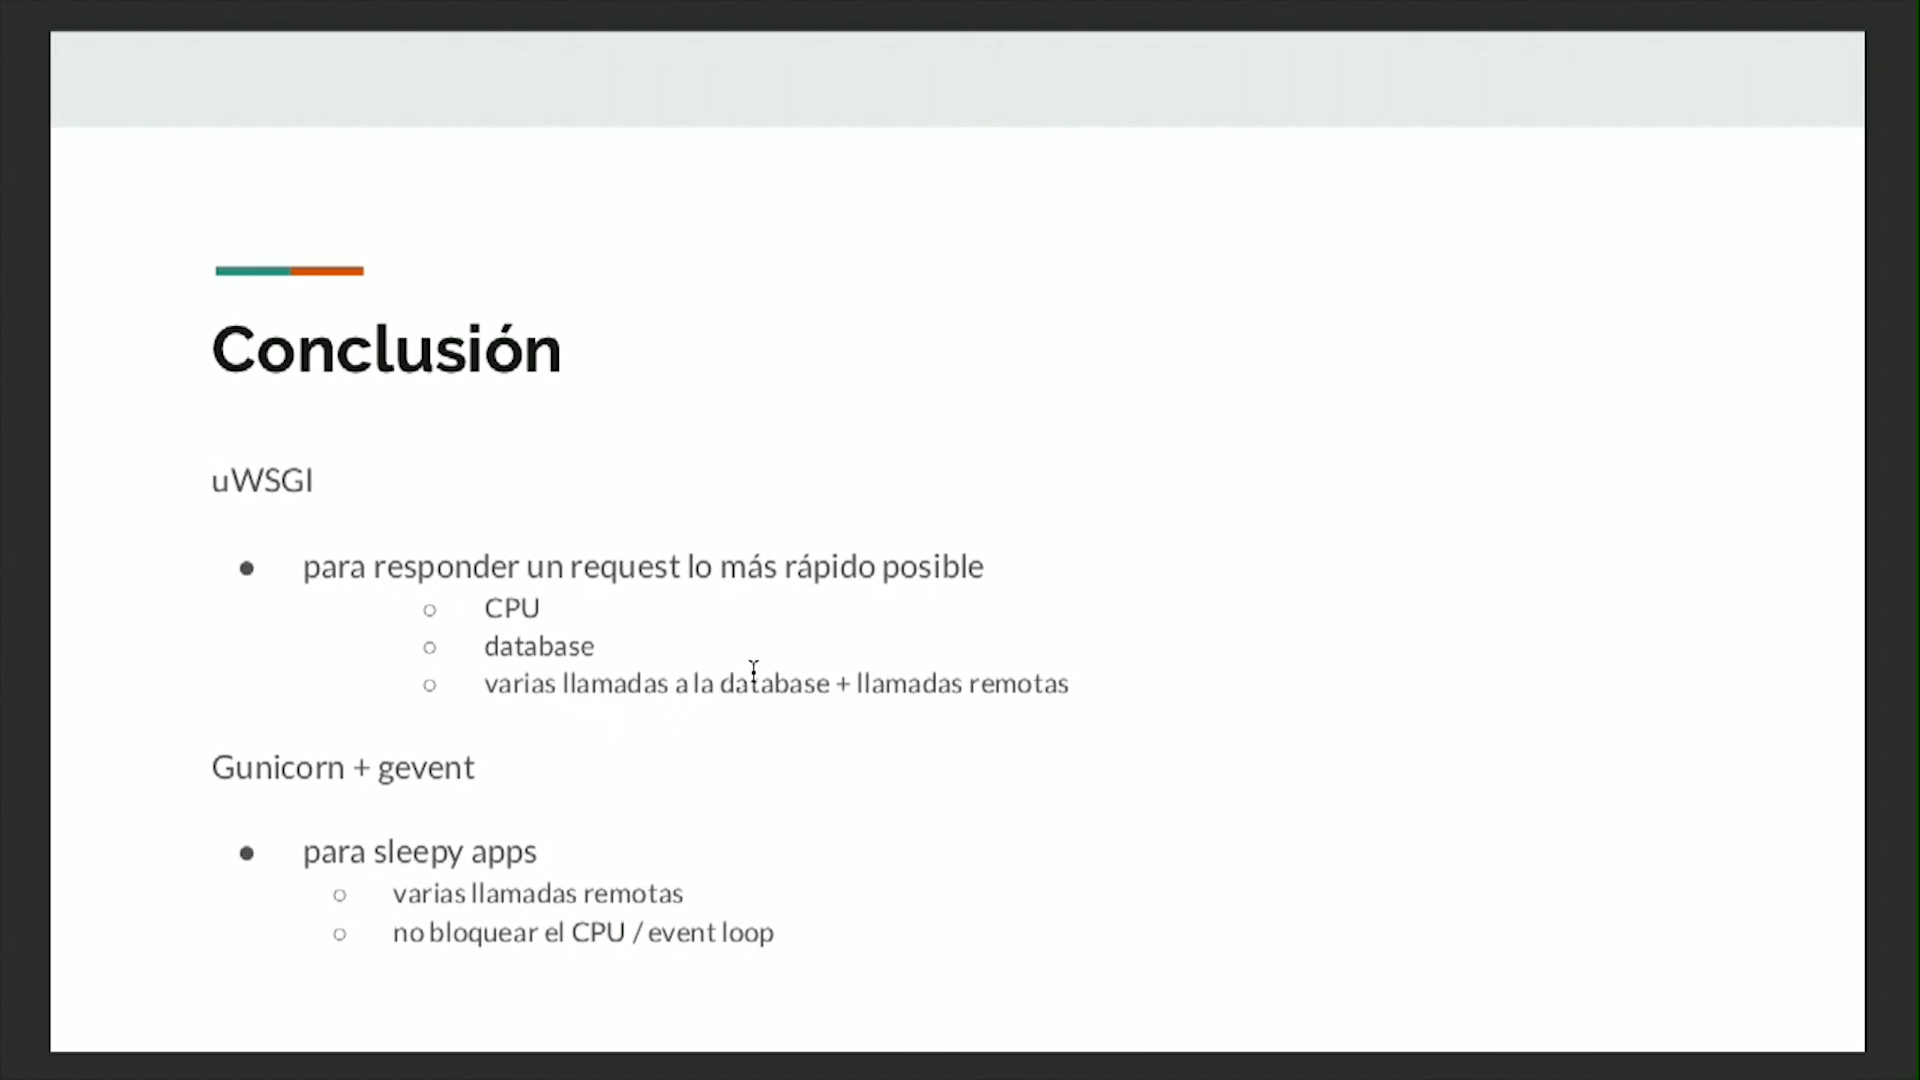 Conclusión
uWSGI
● para responder un request lo más rápido posible
○ CPU
○ database
○ varias llamadas a la database + llamadas remotas
Gunicorn + gevent
● para sleepy apps
○ varias llamadas remotas
○ no bloquear el CPU / event loop